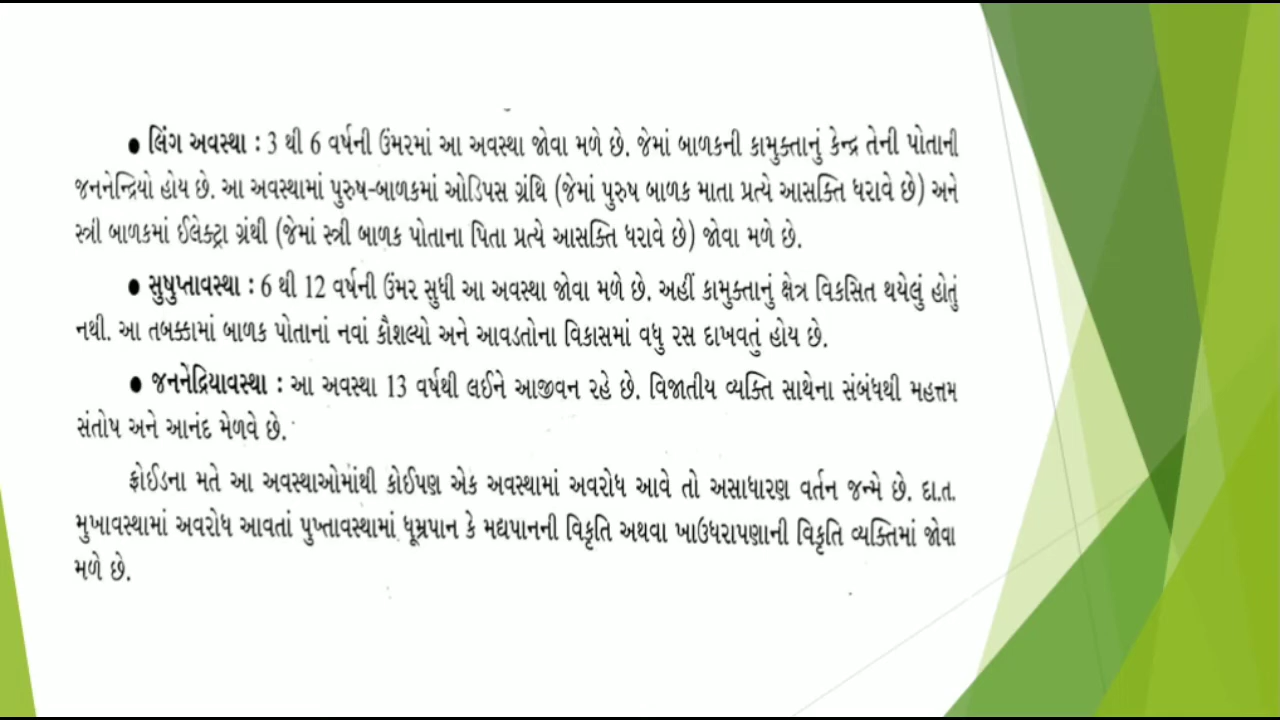 ● લિંગ અવસ્થા : 3 થી 6 વર્ષની ઉંમરમાં આ અવસ્થા જોવા મળે છે. જેમાં બાળકની કામુક્તાનું કેન્દ્ર તેની પોતાની
જનનેન્દ્રિયો હોય છે. આ અવસ્થામાં પુરુષ-બાળકમાં ઓડિપસ ગ્રંથિ (જેમાં પુરુષ બાળક માતા પ્રત્યે આસક્તિ ધરાવે છે) અને
સ્ત્રી બાળકમાં ઈલેક્ટ્રા ગ્રંથી (જેમાં સ્ત્રી બાળક પોતાના પિતા પ્રત્યે આસક્તિ ધરાવે છે) જોવા મળે છે.
● સુષુપ્તાવસ્થા : 6 થી 12 વર્ષની ઉંમર સુધી આ અવસ્થા જોવા મળે છે. અહીં કામુક્તાનું ક્ષેત્ર વિકસિત થયેલું હોતું
નથી. આ તબક્કામાં બાળક પોતાનાં નવાં કૌશલ્યો અને આવડતોના વિકાસમાં વધુ રસ દાખવતું હોય છે.
● જનનેદ્રિયાવસ્થા : આ અવસ્થા 13 વર્ષથી લઈને આજીવન રહે છે. વિજાતીય વ્યક્તિ સાથેના સંબંધથી મહત્તમ
સંતોષ અને આનંદ મેળવે છે.
ફ્રોઈડના મતે આ અવસ્થાઓમાંથી કોઈપણ એક અવસ્થામાં અવરોધ આવે તો અસાધારણ વર્તન જન્મે છે. દા.ત.
મુખાવસ્થામાં અવરોધ આવતાં પુખ્તાવસ્થામાં ધૂમ્રપાન કે મદ્યપાનની વિકૃતિ અથવા ખાઉધરાપણાની વિકૃતિ વ્યક્તિમાં જોવા
મળે છે.